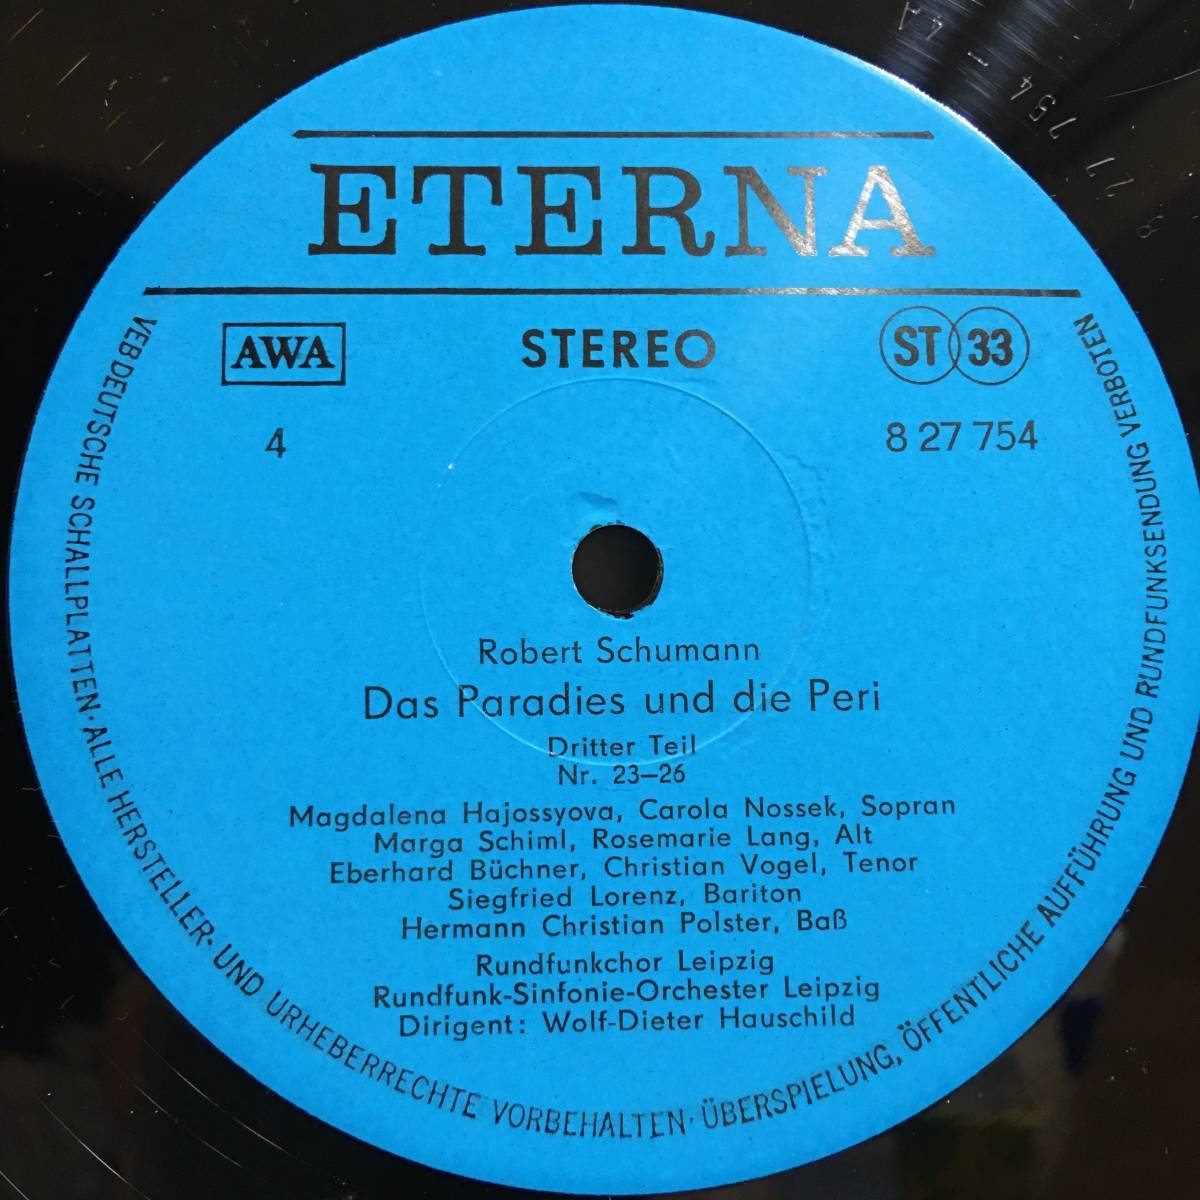 ETERNA
AWA
STEREO
ST 33
4
8 27 754
Robert Schumann
Das Paradies und die Peri
Dritter Teil
Nr. 23–26
Magdalena Hajossyova, Carola Nossek, Sopran
Marga Schiml, Rosemarie Lang, Alt
Eberhard Büchner, Christian Vogel, Tenor
Siegfried Lorenz, Bariton
Hermann Christian Polster, Baß
Rundfunkchor Leipzig
Rundfunk-Sinfonie-Orchester Leipzig
Dirigent: Wolf-Dieter Hauschild
VEB DEUTSCHE SCHALLPLATTEN · ALLE HERSTELLER- UND URHEBERRECHTE VORBEHALTEN · ÜBERSPIELUNG, ÖFFENTLICHE AUFFÜHRUNG UND RUNDFUNKSENDUNG VERBOTEN
8 27 754 –